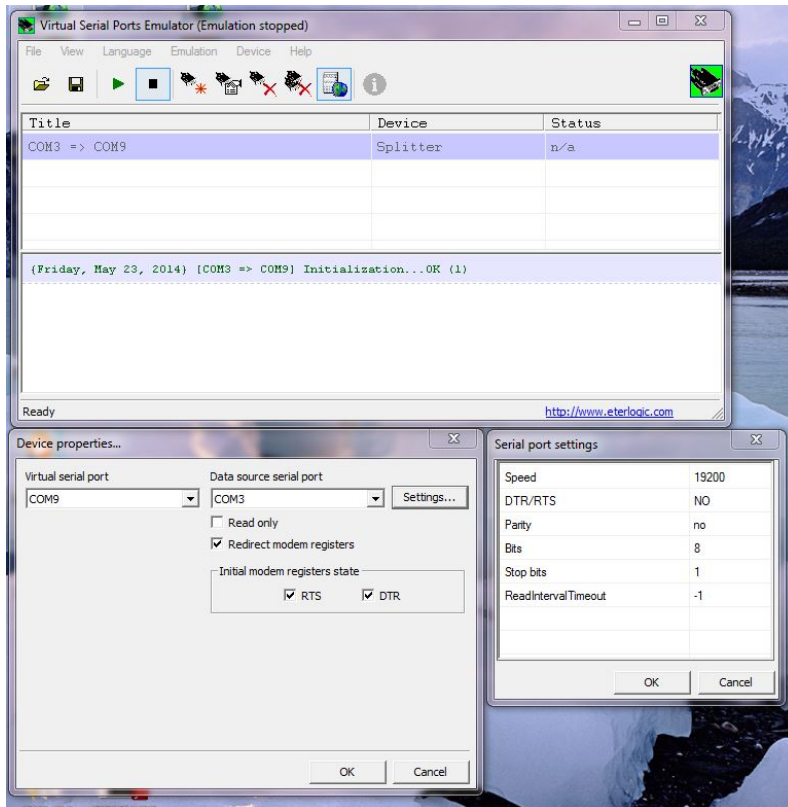 Virtual Serial Ports Emulator (Emulation stopped)
File View Language Emulation Device Help
Title Device Status
COM3 => COM9 Splitter n/a
{Friday, May 23, 2014} [COM3 => COM9] Initialization...OK (1)
Ready http://www.eterlogic.com
Device properties...
Virtual serial port Data source serial port
COM9 COM3 Settings...
Read only
Redirect modem registers
Initial modem registers state
RTS DTR
OK Cancel
Serial port settings
Speed 19200
DTR/RTS NO
Parity no
Bits 8
Stop bits 1
ReadIntervalTimeout -1
OK Cancel